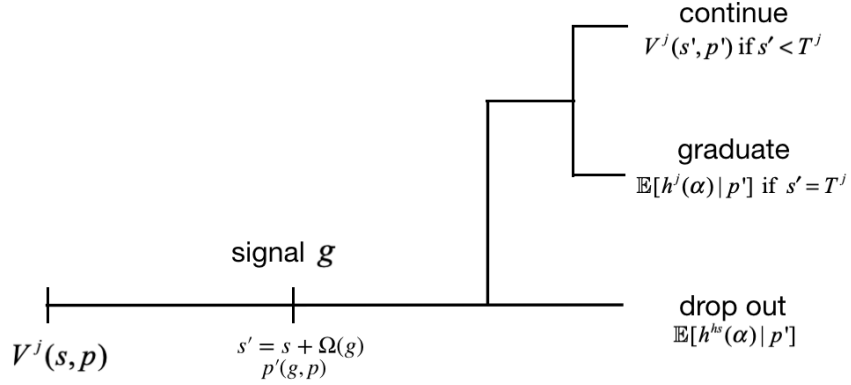 continue
V^j(s', p') if s' < T^j
graduate
𝔼[h^j(α) | p'] if s' = T^j
signal g
drop out
𝔼[h^{hs}(α) | p']
V^j(s, p)
s' = s + Ω(g)
p'(g, p)